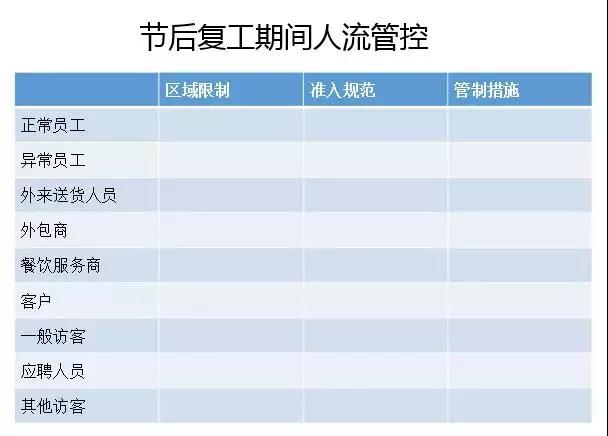 节后复工期间人流管控
区域限制 准入规范 管制措施
正常员工
异常员工
外来送货人员
外包商
餐饮服务商
客户
一般访客
应聘人员
其他访客